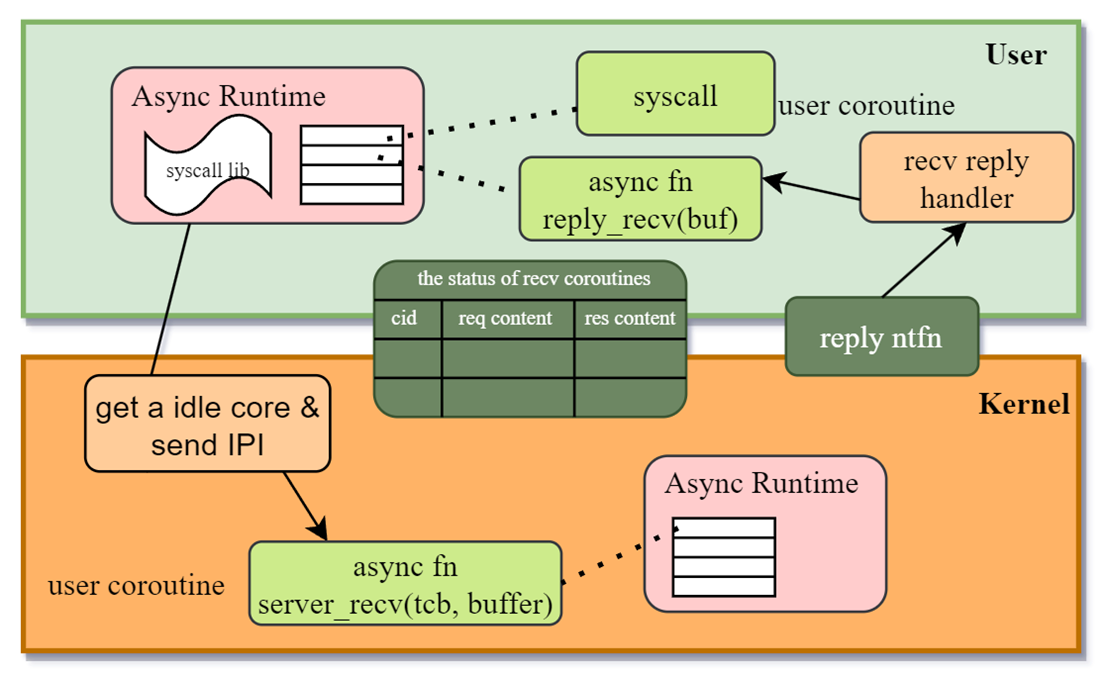 User
Async Runtime
syscall lib
syscall
user coroutine
async fn
reply_recv(buf)
recv reply
handler
the status of recv coroutines
cid
req content
res content
reply ntfn
Kernel
get a idle core &
send IPI
Async Runtime
user coroutine
async fn
server_recv(tcb, buffer)